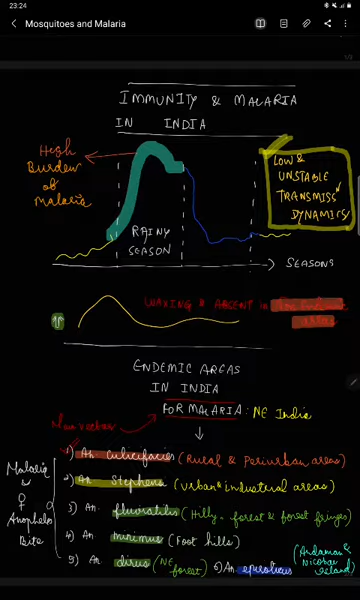 23:24
Mosquitoes and Malaria
IMMUNITY & MALARIA
IN INDIA
High
Burden
of
Malaria
LOW &
UNSTABLE
TRANSMISS
DYNAMICS
RAINY
SEASON
SEASONS
WAXING & ABSENT in
areas
ENDEMIC AREAS
IN INDIA
FOR MALARIA: NE India
Main vector
Malaria
♀
Anopheles
Bite
1) An culicifacies (Rural & Periurban areas)
2) An Stephens (Urban & industrial areas)
3) An fluviatilis (Hilly-forest & forest fringes)
4) An minimus (Foot hills)
5) An dirus (NE forest) 6) An epiroticus (Andaman & Nicobar island)